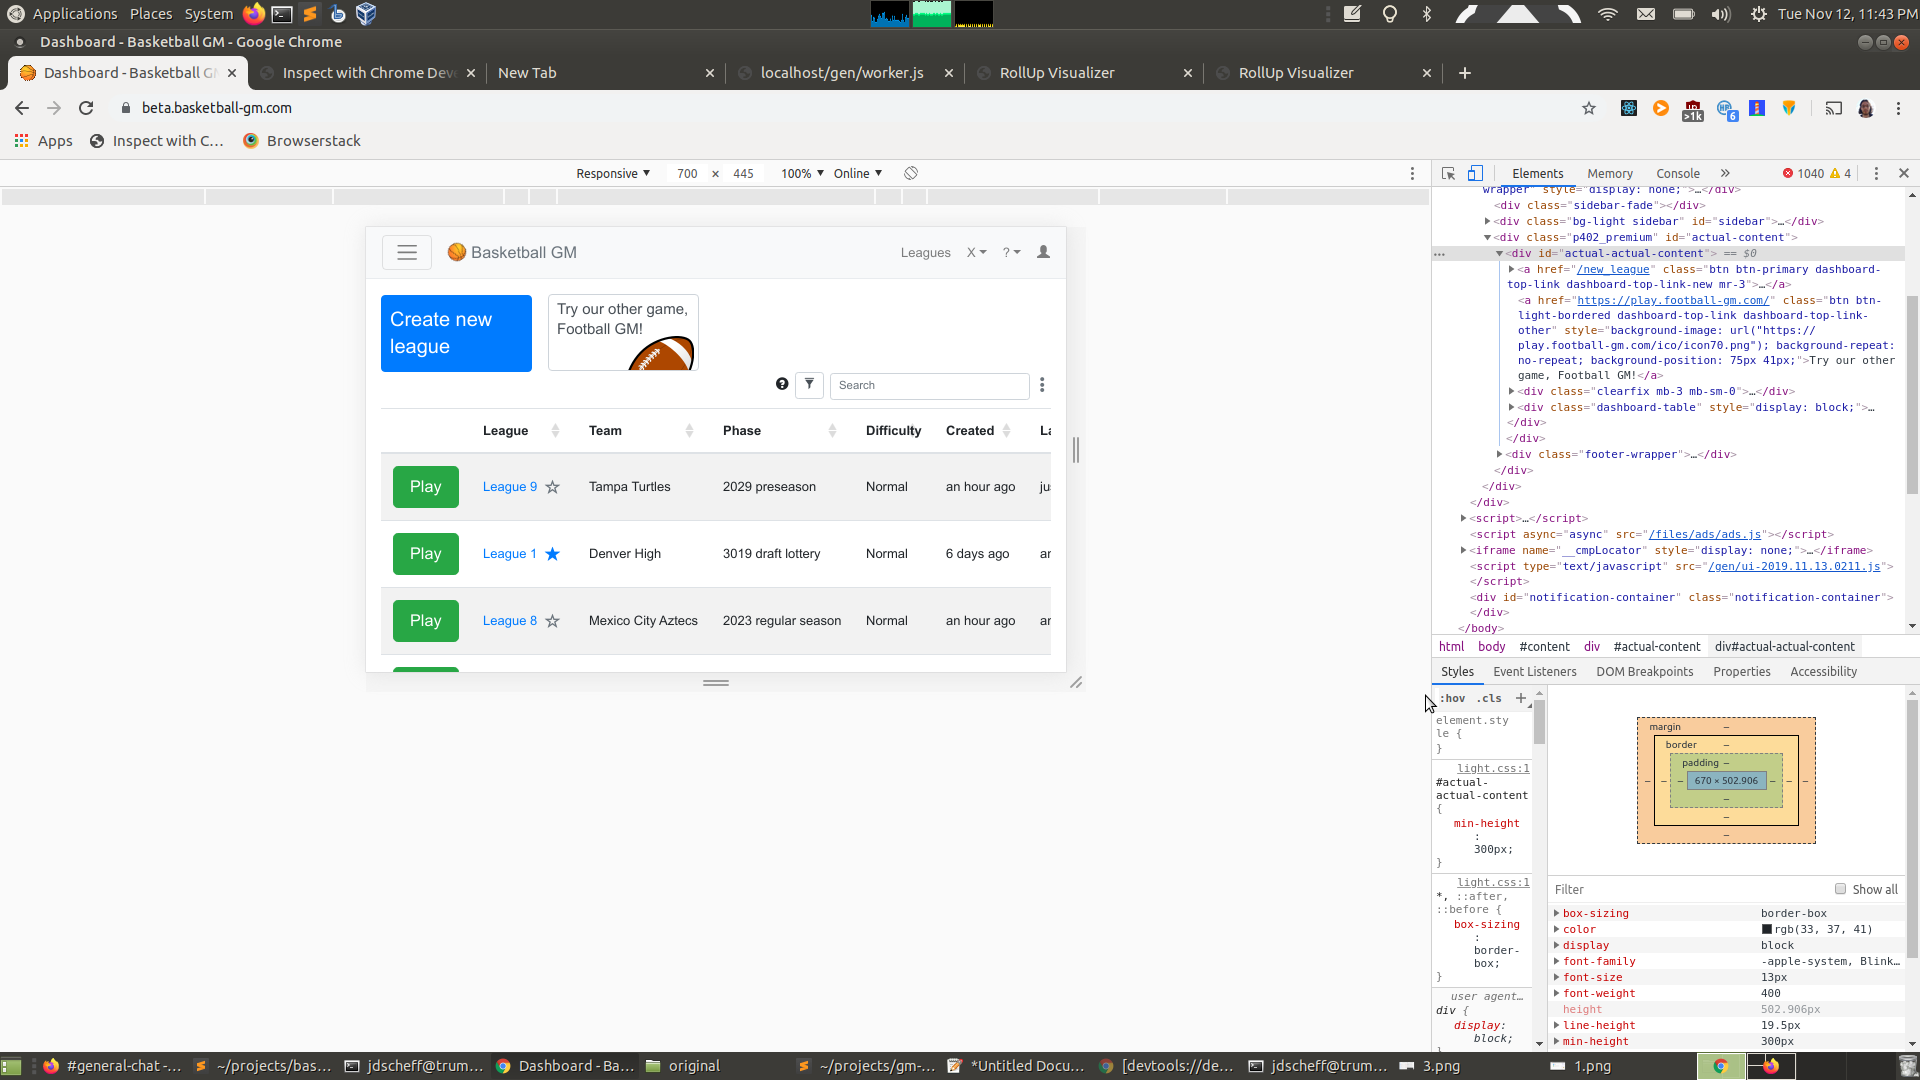 Applications Places System
Tue Nov 12, 11:43 PM
Dashboard - Basketball GM - Google Chrome
Dashboard - Basketball G
Inspect with Chrome Dev
New Tab
localhost/gen/worker.js
RollUp Visualizer
RollUp Visualizer
beta.basketball-gm.com
>1k
6
Apps
Inspect with C...
Browserstack
Responsive 700 × 445 100% Online
Elements Memory Console » 1040 4
Basketball GM
Leagues X ?
Create new
league
Try our other game,
Football GM!
Search
League Team Phase Difficulty Created
Play League 9 Tampa Turtles 2029 preseason Normal an hour ago
Play League 1 Denver High 3019 draft lottery Normal 6 days ago
Play League 8 Mexico City Aztecs 2023 regular season Normal an hour ago
wrapper" style="display: none;">…</div>
<div class="sidebar-fade"></div>
<div class="bg-light sidebar" id="sidebar">…</div>
<div class="p402_premium" id="actual-content">
<div id="actual-actual-content"> == $0
<a href="/new_league" class="btn btn-primary dashboard-
top-link dashboard-top-link-new mr-3">…</a>
<a href="https://play.football-gm.com/" class="btn btn-
light-bordered dashboard-top-link dashboard-top-link-
other" style="background-image: url("https://
play.football-gm.com/ico/icon70.png"); background-repeat:
no-repeat; background-position: 75px 41px;">Try our other
game, Football GM!</a>
<div class="clearfix mb-3 mb-sm-0">…</div>
<div class="dashboard-table" style="display: block;">…
</div>
</div>
<div class="footer-wrapper">…</div>
</div>
</div>
</div>
<script>…</script>
<script async="async" src="/files/ads/ads.js"></script>
<iframe name="__cmpLocator" style="display: none;">…</iframe>
<script type="text/javascript" src="/gen/ui-2019.11.13.0211.js">
</script>
<div id="notification-container" class="notification-container">
</div>
</body>
html body #content div #actual-content div#actual-actual-content
Styles Event Listeners DOM Breakpoints Properties Accessibility
:hov .cls +
element.sty
le {
}
light.css:1
#actual-
actual-content
{
min-height
:
300px;
}
light.css:1
*, ::after,
::before {
box-sizing
:
border-
box;
}
user agent…
div {
display:
block;
margin –
border –
padding –
670 × 502.906
Filter
Show all
box-sizing border-box
color rgb(33, 37, 41)
display block
font-family -apple-system, Blink…
font-size 13px
font-weight 400
height 502.906px
line-height 19.5px
min-height 300px
#general-chat -...
~/projects/bas...
jdscheff@trum...
Dashboard - Ba...
original
~/projects/gm-...
*Untitled Docu...
[devtools://de...
jdscheff@trum...
3.png
1.png